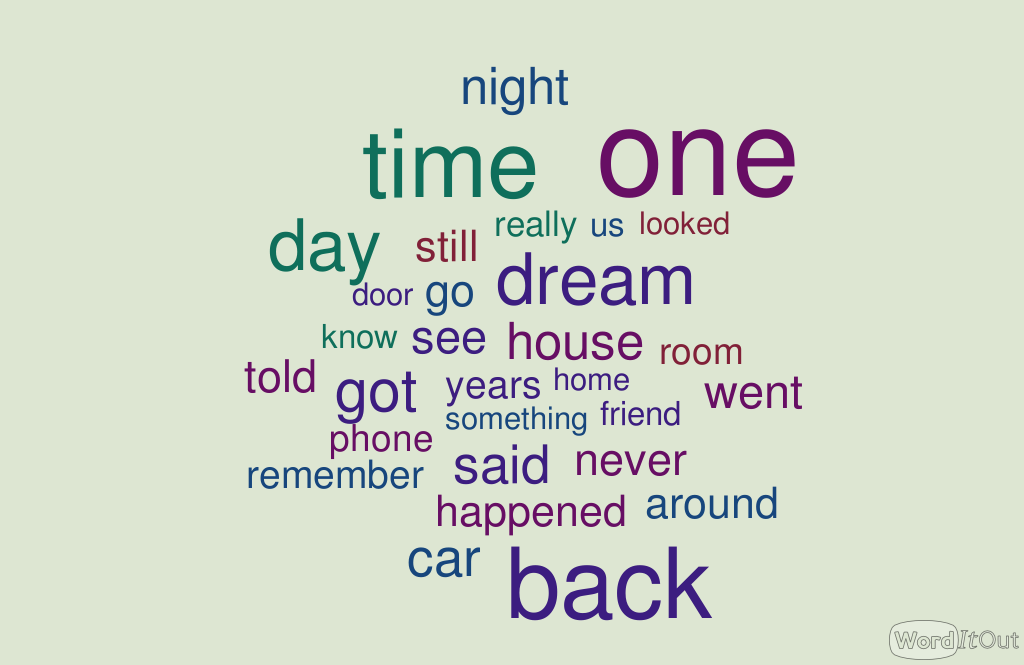 night
time one
day still really us looked
door go dream
know see house room
told got years home went
something friend
phone
remember said never
happened around
car back
WordItOut